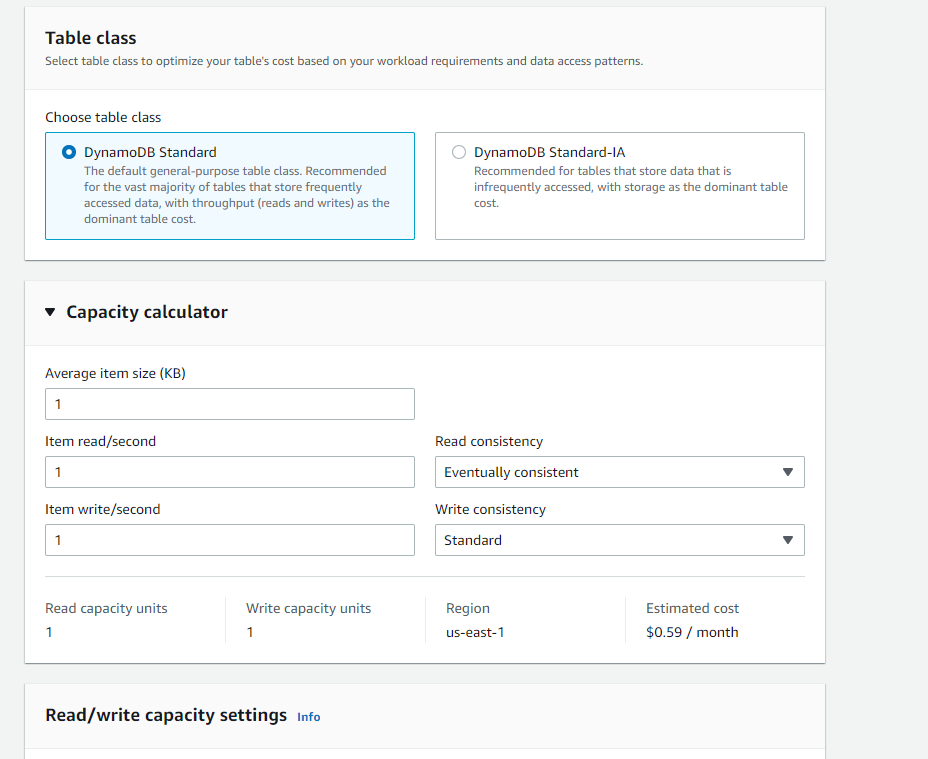 Table class
Select table class to optimize your table's cost based on your workload requirements and data access patterns.
Choose table class
DynamoDB Standard
The default general-purpose table class. Recommended
for the vast majority of tables that store frequently
accessed data, with throughput (reads and writes) as the
dominant table cost.
DynamoDB Standard-IA
Recommended for tables that store data that is
infrequently accessed, with storage as the dominant table
cost.
Capacity calculator
Average item size (KB)
1
Item read/second
1
Read consistency
Eventually consistent
Item write/second
1
Write consistency
Standard
Read capacity units
1
Write capacity units
1
Region
us-east-1
Estimated cost
$0.59 / month
Read/write capacity settings Info